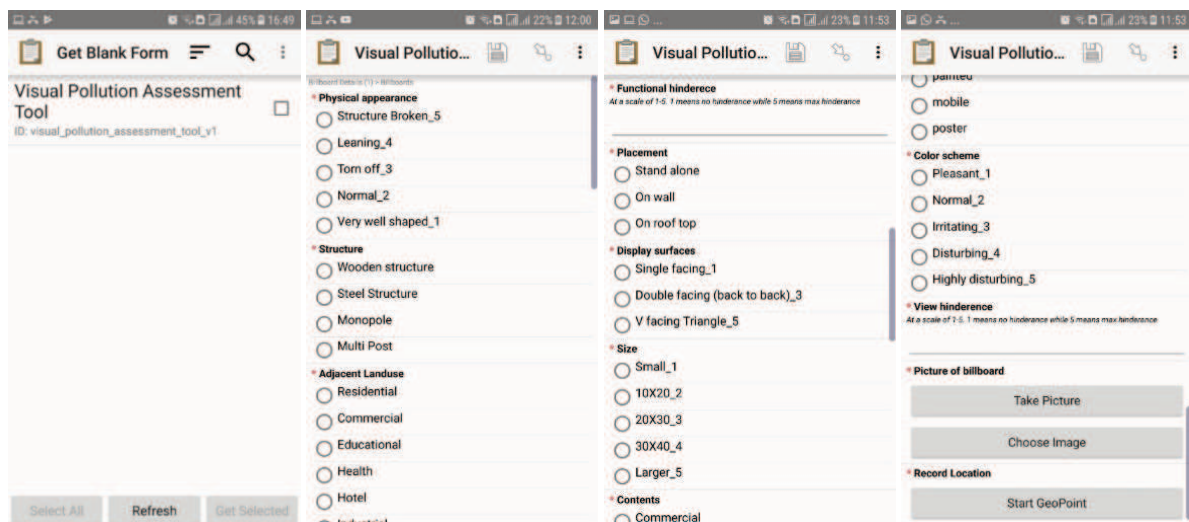 45% 16:49
Get Blank Form
Visual Pollution Assessment
Tool
ID: visual_pollution_assessment_tool_v1
Select All
Refresh
Get Selected
22% 12:00
Visual Pollutio...
Billboard Details (1) > Billboards
* Physical appearance
Structure Broken_5
Leaning_4
Torn off_3
Normal_2
Very well shaped_1
* Structure
Wooden structure
Steel Structure
Monopole
Multi Post
* Adjacent Landuse
Residential
Commercial
Educational
Health
Hotel
Industrial
... 23% 11:53
Visual Pollutio...
* Functional hinderece
At a scale of 1-5. 1 means no hinderance while 5 means max hinderance
* Placement
Stand alone
On wall
On roof top
* Display surfaces
Single facing_1
Double facing (back to back)_3
V facing Triangle_5
* Size
Small_1
10X20_2
20X30_3
30X40_4
Larger_5
* Contents
Commercial
... 23% 11:53
Visual Pollutio...
painted
mobile
poster
* Color scheme
Pleasant_1
Normal_2
Irritating_3
Disturbing_4
Highly disturbing_5
* View hinderence
At a scale of 1-5. 1 means no hinderance while 5 means max hinderance
* Picture of billboard
Take Picture
Choose Image
* Record Location
Start GeoPoint